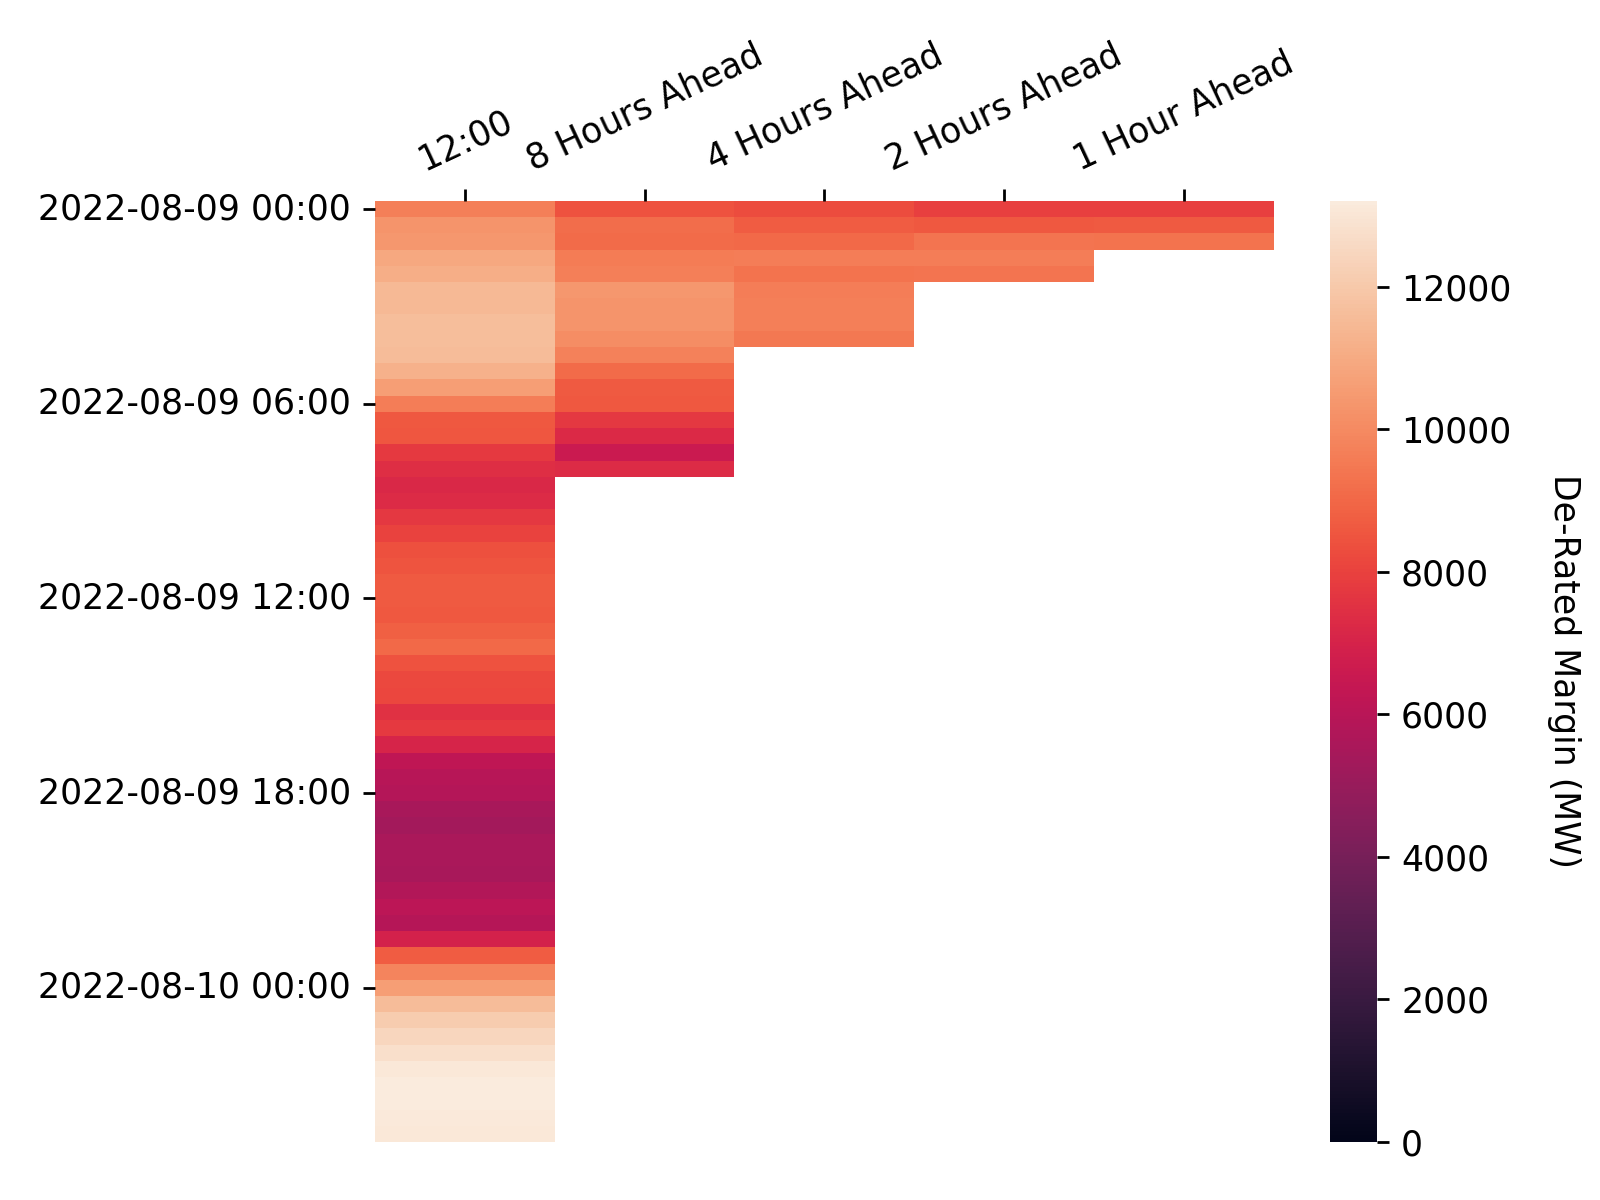 12:00
8 Hours Ahead
4 Hours Ahead
2 Hours Ahead
1 Hour Ahead
2022-08-09 00:00
2022-08-09 06:00
2022-08-09 12:00
2022-08-09 18:00
2022-08-10 00:00
12000
10000
8000
6000
4000
2000
0
De-Rated Margin (MW)